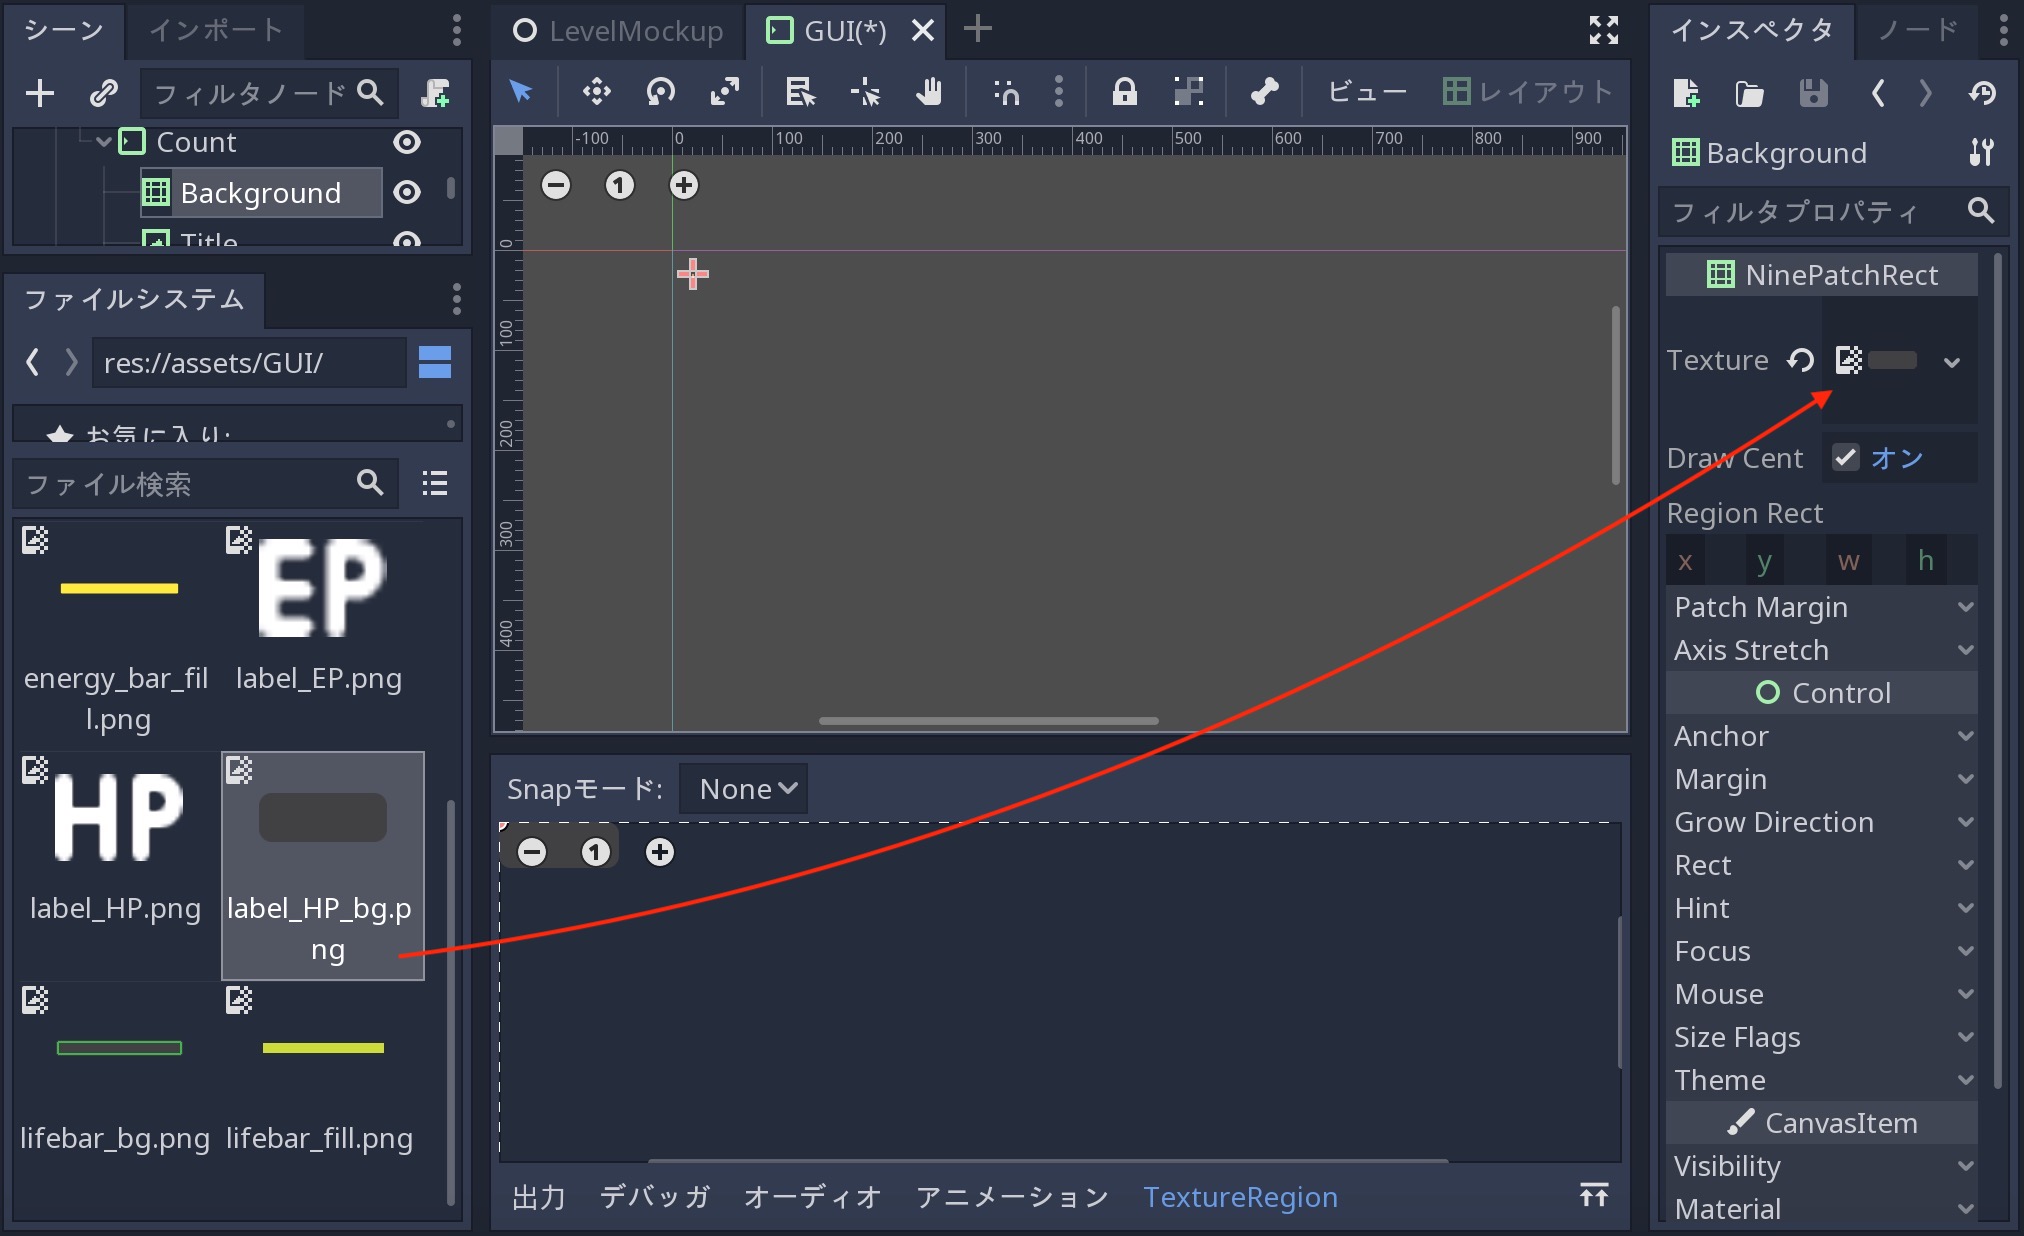 シーン
インポート
フィルタノード
Count
Background
Title
ファイルシステム
res://assets/GUI/
お気に入り:
ファイル検索
energy_bar_fil
l.png
label_EP.png
label_HP.png
label_HP_bg.p
ng
lifebar_bg.png
lifebar_fill.png
EP
HP
LevelMockup
GUI(*)
ビュー
レイアウト
-100 0 100 200 300 400 500 600 700 800 900
0
100
200
300
400
1
Snapモード:
None
1
出力
デバッガ
オーディオ
アニメーション
TextureRegion
インスペクタ
ノード
Background
フィルタプロパティ
NinePatchRect
Texture
Draw Cent
オン
Region Rect
x y w h
Patch Margin
Axis Stretch
Control
Anchor
Margin
Grow Direction
Rect
Hint
Focus
Mouse
Size Flags
Theme
CanvasItem
Visibility
Material